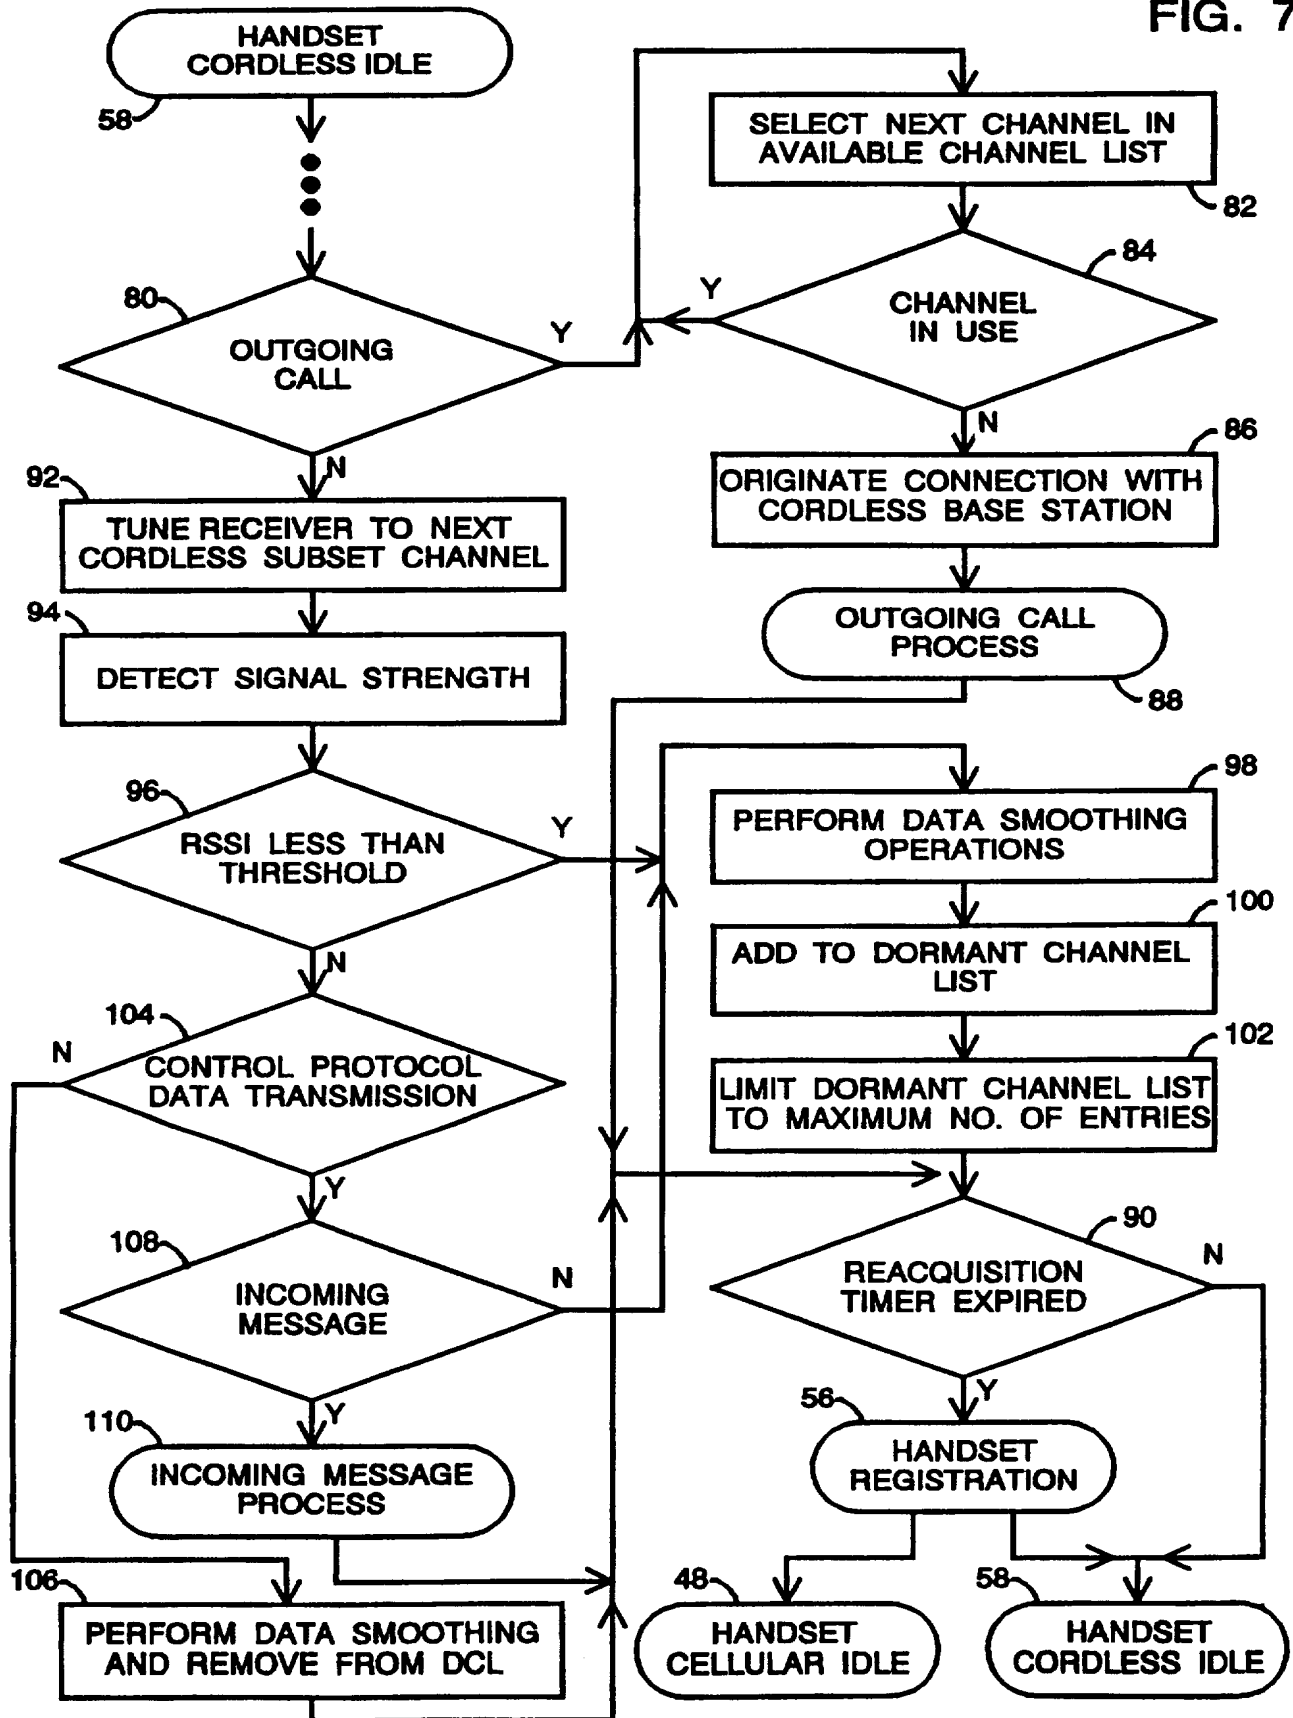 FIG. 7
HANDSET
CORDLESS IDLE
58
SELECT NEXT CHANNEL IN
AVAILABLE CHANNEL LIST
82
84
CHANNEL
IN USE
Y
N
80
OUTGOING
CALL
Y
N
86
ORIGINATE CONNECTION WITH
CORDLESS BASE STATION
92
TUNE RECEIVER TO NEXT
CORDLESS SUBSET CHANNEL
OUTGOING CALL
PROCESS
88
94
DETECT SIGNAL STRENGTH
96
RSSI LESS THAN
THRESHOLD
Y
N
98
PERFORM DATA SMOOTHING
OPERATIONS
100
ADD TO DORMANT CHANNEL
LIST
102
LIMIT DORMANT CHANNEL LIST
TO MAXIMUM NO. OF ENTRIES
104
N
CONTROL PROTOCOL
DATA TRANSMISSION
Y
108
INCOMING
MESSAGE
N
Y
90
REACQUISITION
TIMER EXPIRED
N
Y
110
INCOMING MESSAGE
PROCESS
56
HANDSET
REGISTRATION
106
PERFORM DATA SMOOTHING
AND REMOVE FROM DCL
48
HANDSET
CELLULAR IDLE
58
HANDSET
CORDLESS IDLE